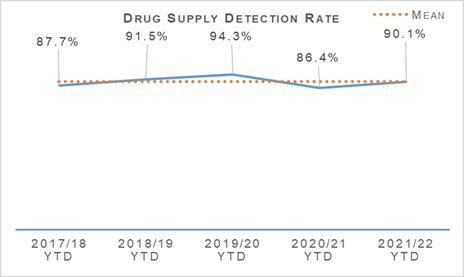 Drug Supply Detection Rate
Mean
87.7%
91.5%
94.3%
86.4%
90.1%
2017/18 YTD
2018/19 YTD
2019/20 YTD
2020/21 YTD
2021/22 YTD